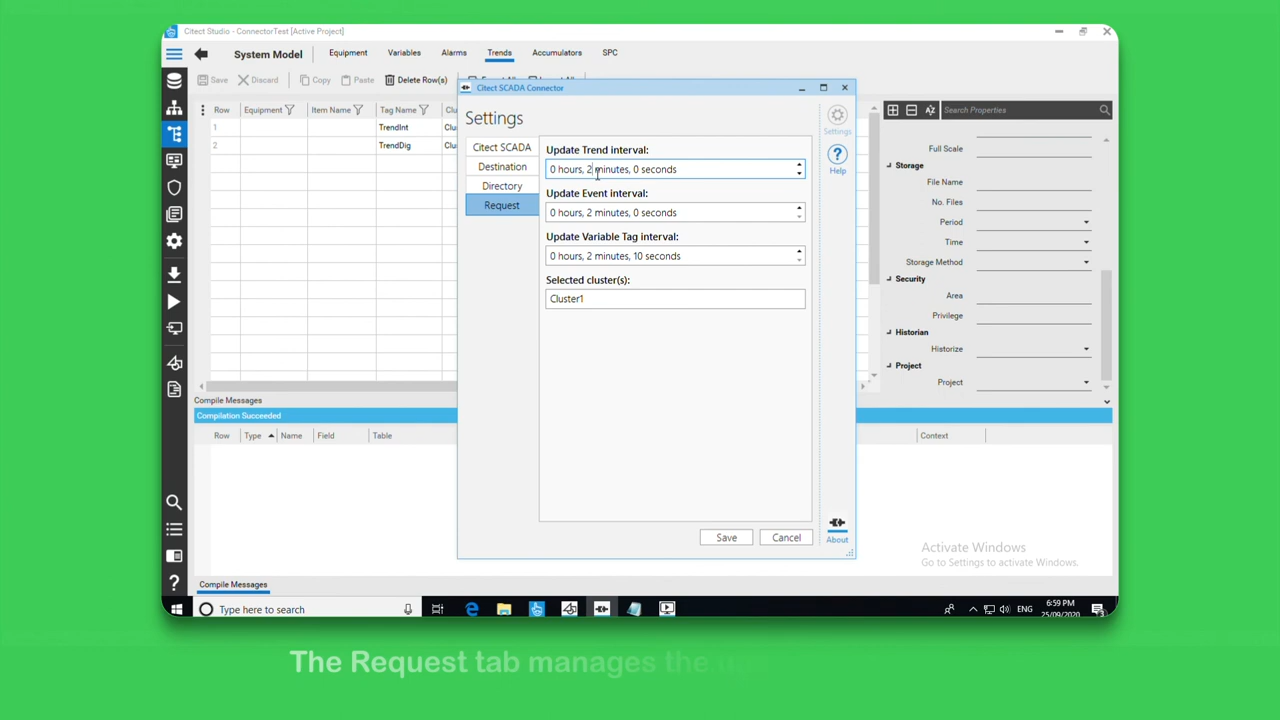 Citect Studio - ConnectorTest [Active Project]
System Model Equipment Variables Alarms Trends Accumulators SPC
Save Discard Copy Paste Delete Row(s)
Citect SCADA Connector
Settings
Row Equipment Item Name Tag Name
1 TrendInt
2 TrendDig
Citect SCADA
Destination
Directory
Request
Update Trend interval:
0 hours, 2 minutes, 0 seconds
Update Event interval:
0 hours, 2 minutes, 0 seconds
Update Variable Tag interval:
0 hours, 2 minutes, 10 seconds
Selected cluster(s):
Cluster1
Save Cancel
Settings
Help
About
Search Properties
Full Scale
Storage
File Name
No. Files
Period
Time
Storage Method
Security
Area
Privilege
Historian
Historize
Project
Project
Compile Messages
Compilation Succeeded
Row Type Name Field Table Context
Activate Windows
Go to Settings to activate Windows.
Compile Messages
Type here to search
ENG
6:59 PM
25/09/2020
The Request tab manages the